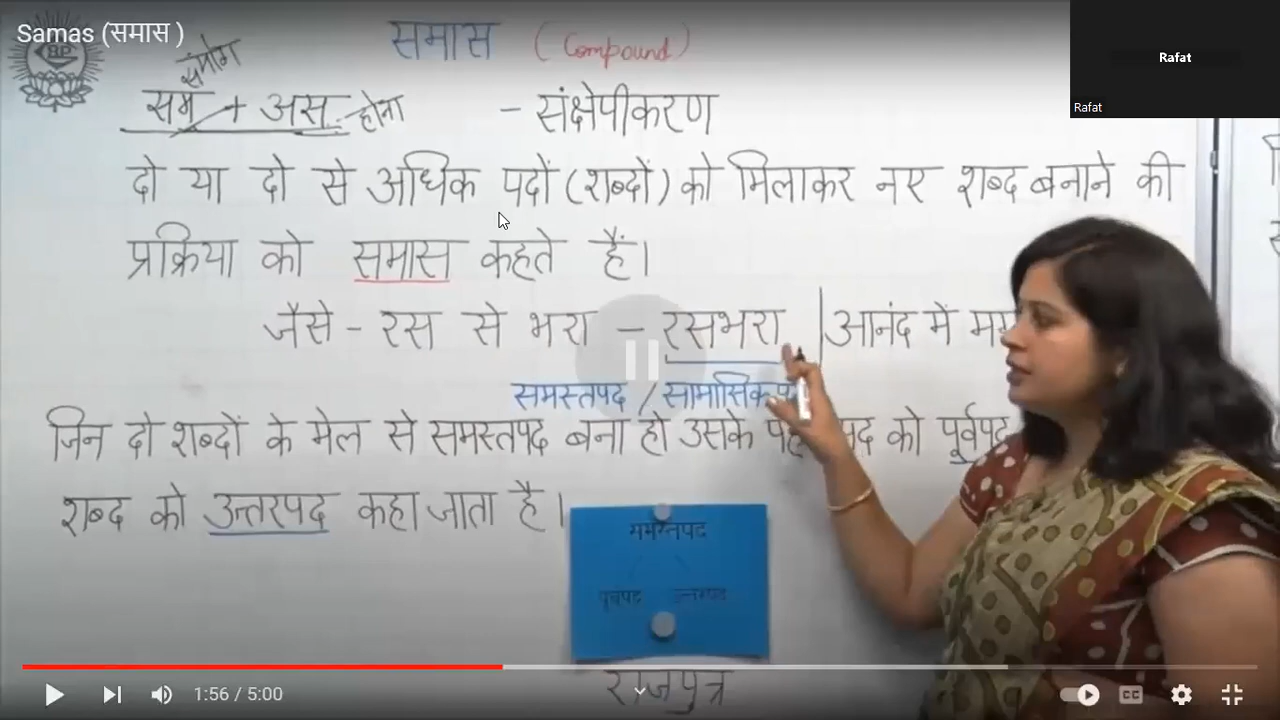 Samas (समास )
Rafat
Rafat
BP
समास (Compound)
संयोग
सम + अस होना - संक्षेपीकरण
दो या दो से अधिक पदों (शब्दों) को मिलाकर नए शब्द बनाने की
प्रक्रिया को समास कहते हैं।
जैसे - रस से भरा - रसभरा | आनंद में
समस्तपद / सामासिक
जिन दो शब्दों के मेल से समस्तपद बना हो उसके पद को पूर्वपद
शब्द को उत्तरपद कहा जाता है।
समस्तपद
पूर्वपद उत्तरपद
राजपुत्र
1:56 / 5:00
CC